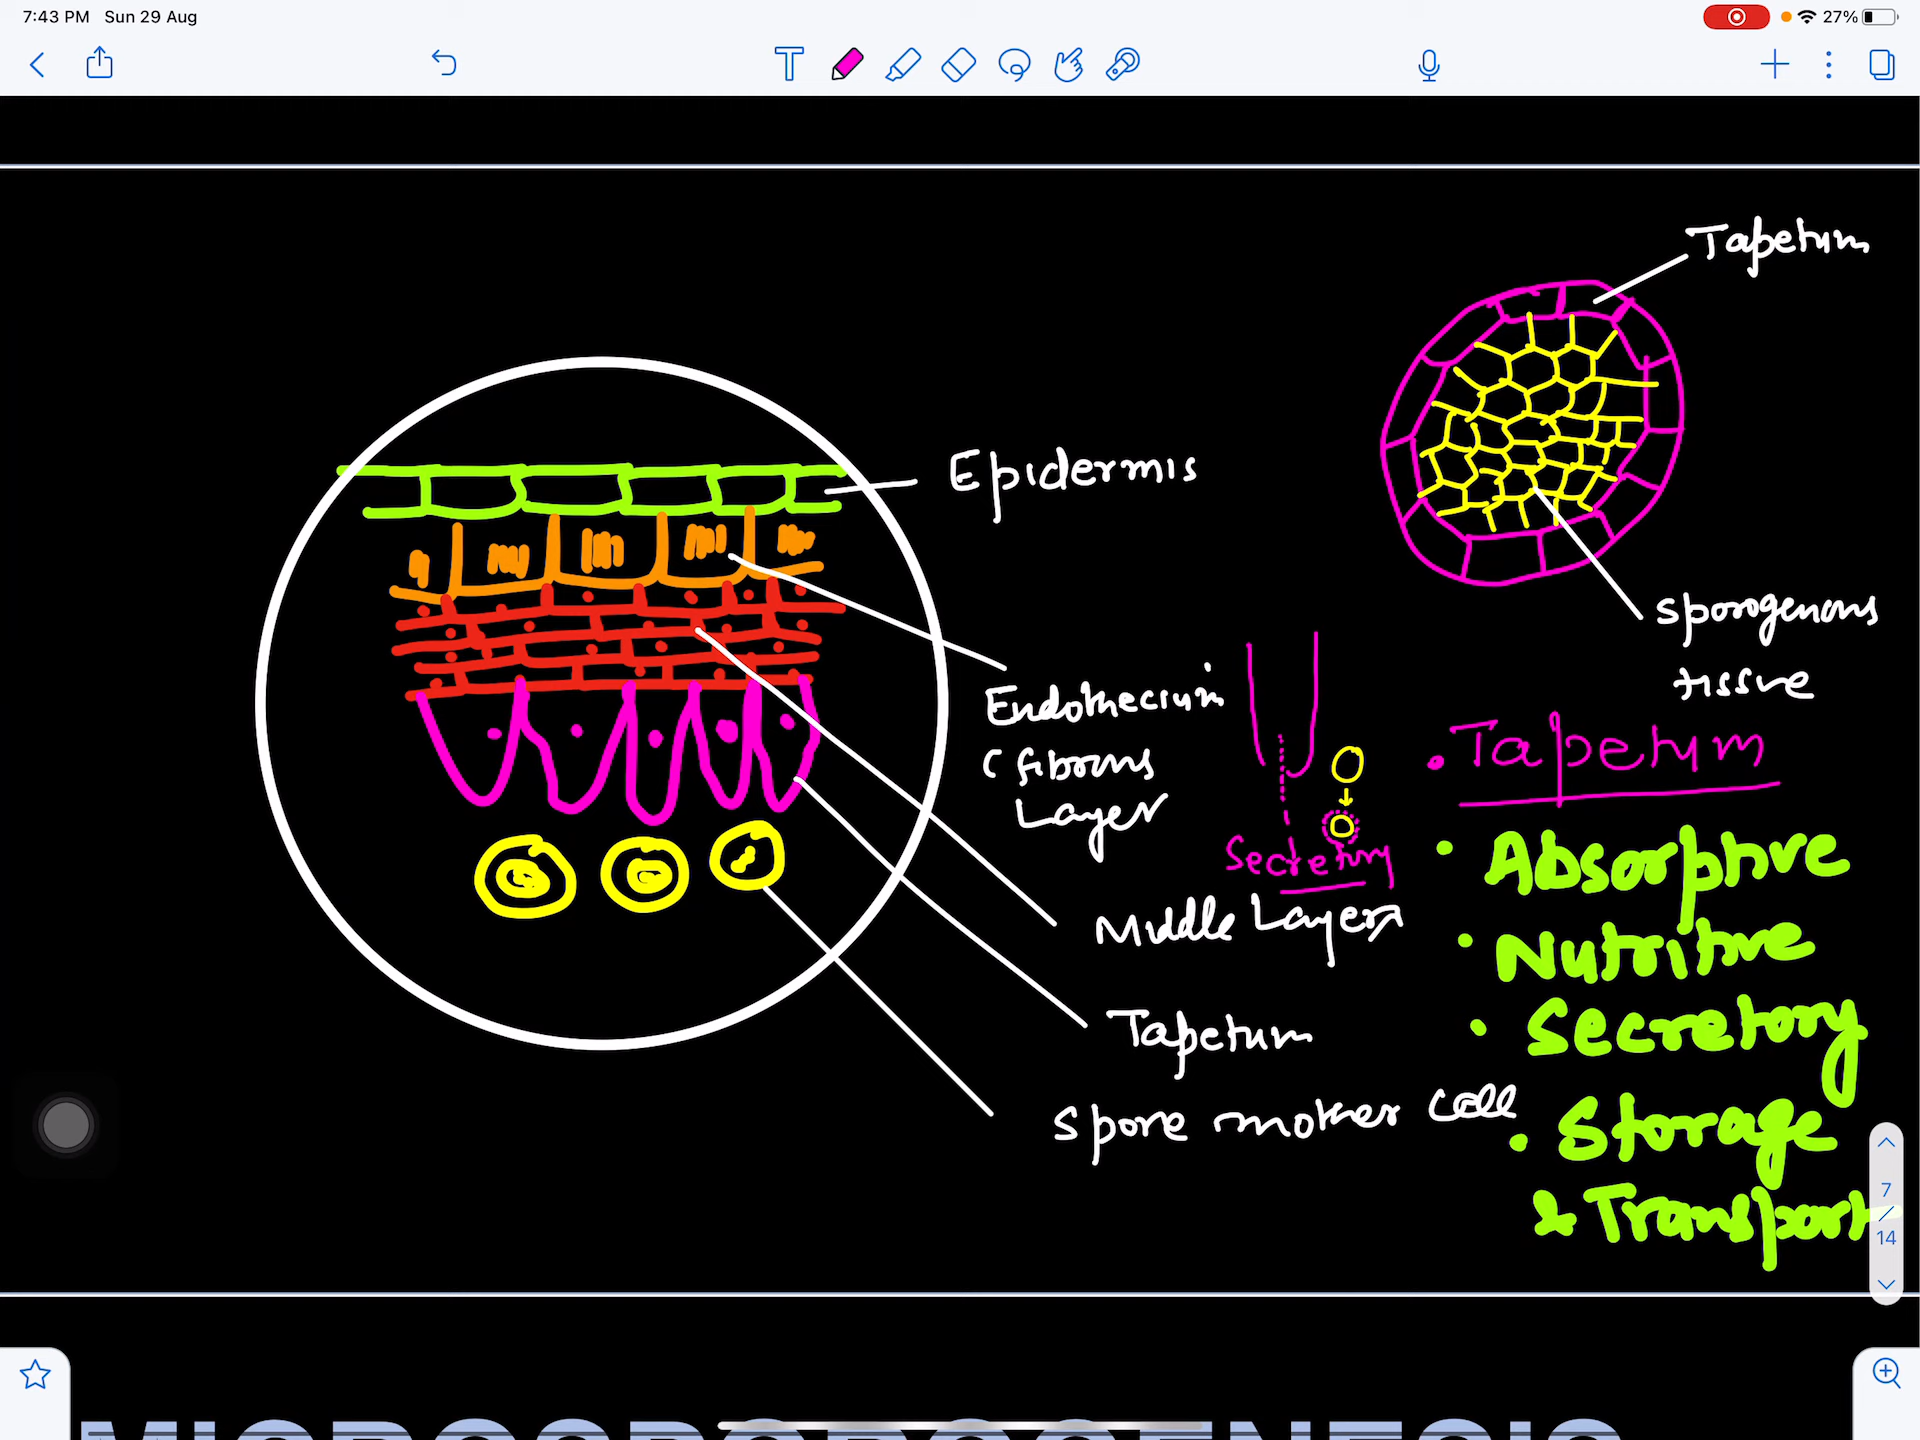 7:43 PM Sun 29 Aug
27%
Tapetum
Epidermis
Sporogenous
tissue
Endothecium
( fibrous
Layer
Tapetum
Secretory
Absorptive
Middle Layers
Nutritive
Tapetum
Secretory
Spore mother cell
Storage
& Transport
7
/
14
MICROSPOROGENESIS